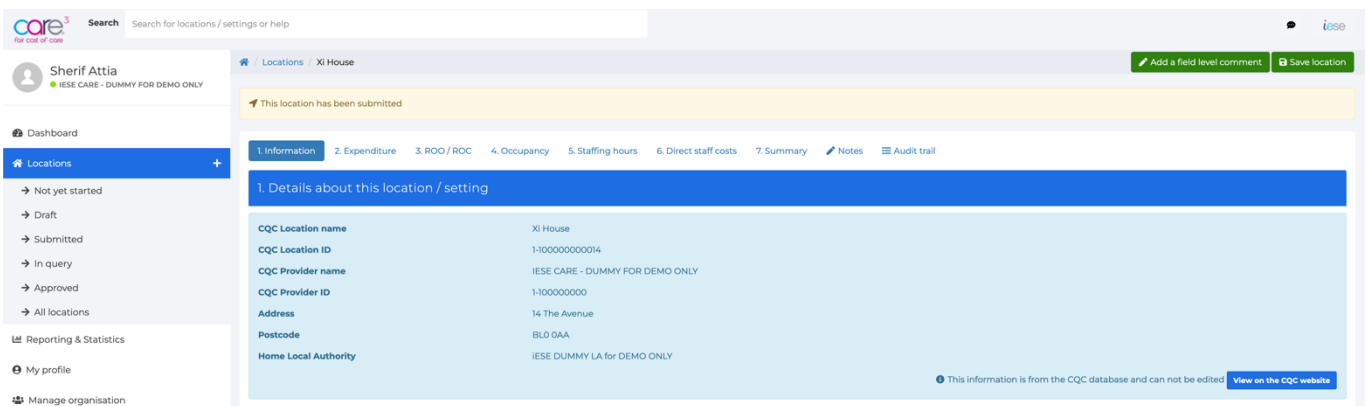 care3 Search Search for locations / settings or help iese
For cost of care
Sherif Attia
IESE CARE - DUMMY FOR DEMO ONLY
Dashboard
Locations +
Not yet started
Draft
Submitted
In query
Approved
All locations
Reporting & Statistics
My profile
Manage organisation
/ Locations / Xi House Add a field level comment Save location
This location has been submitted
1. Information 2. Expenditure 3. ROO / ROC 4. Occupancy 5. Staffing hours 6. Direct staff costs 7. Summary Notes Audit trail
1. Details about this location / setting
CQC Location name Xi House
CQC Location ID 1-100000000014
CQC Provider name IESE CARE - DUMMY FOR DEMO ONLY
CQC Provider ID 1-100000000
Address 14 The Avenue
Postcode BL0 0AA
Home Local Authority iESE DUMMY LA for DEMO ONLY
This information is from the CQC database and can not be edited View on the CQC website